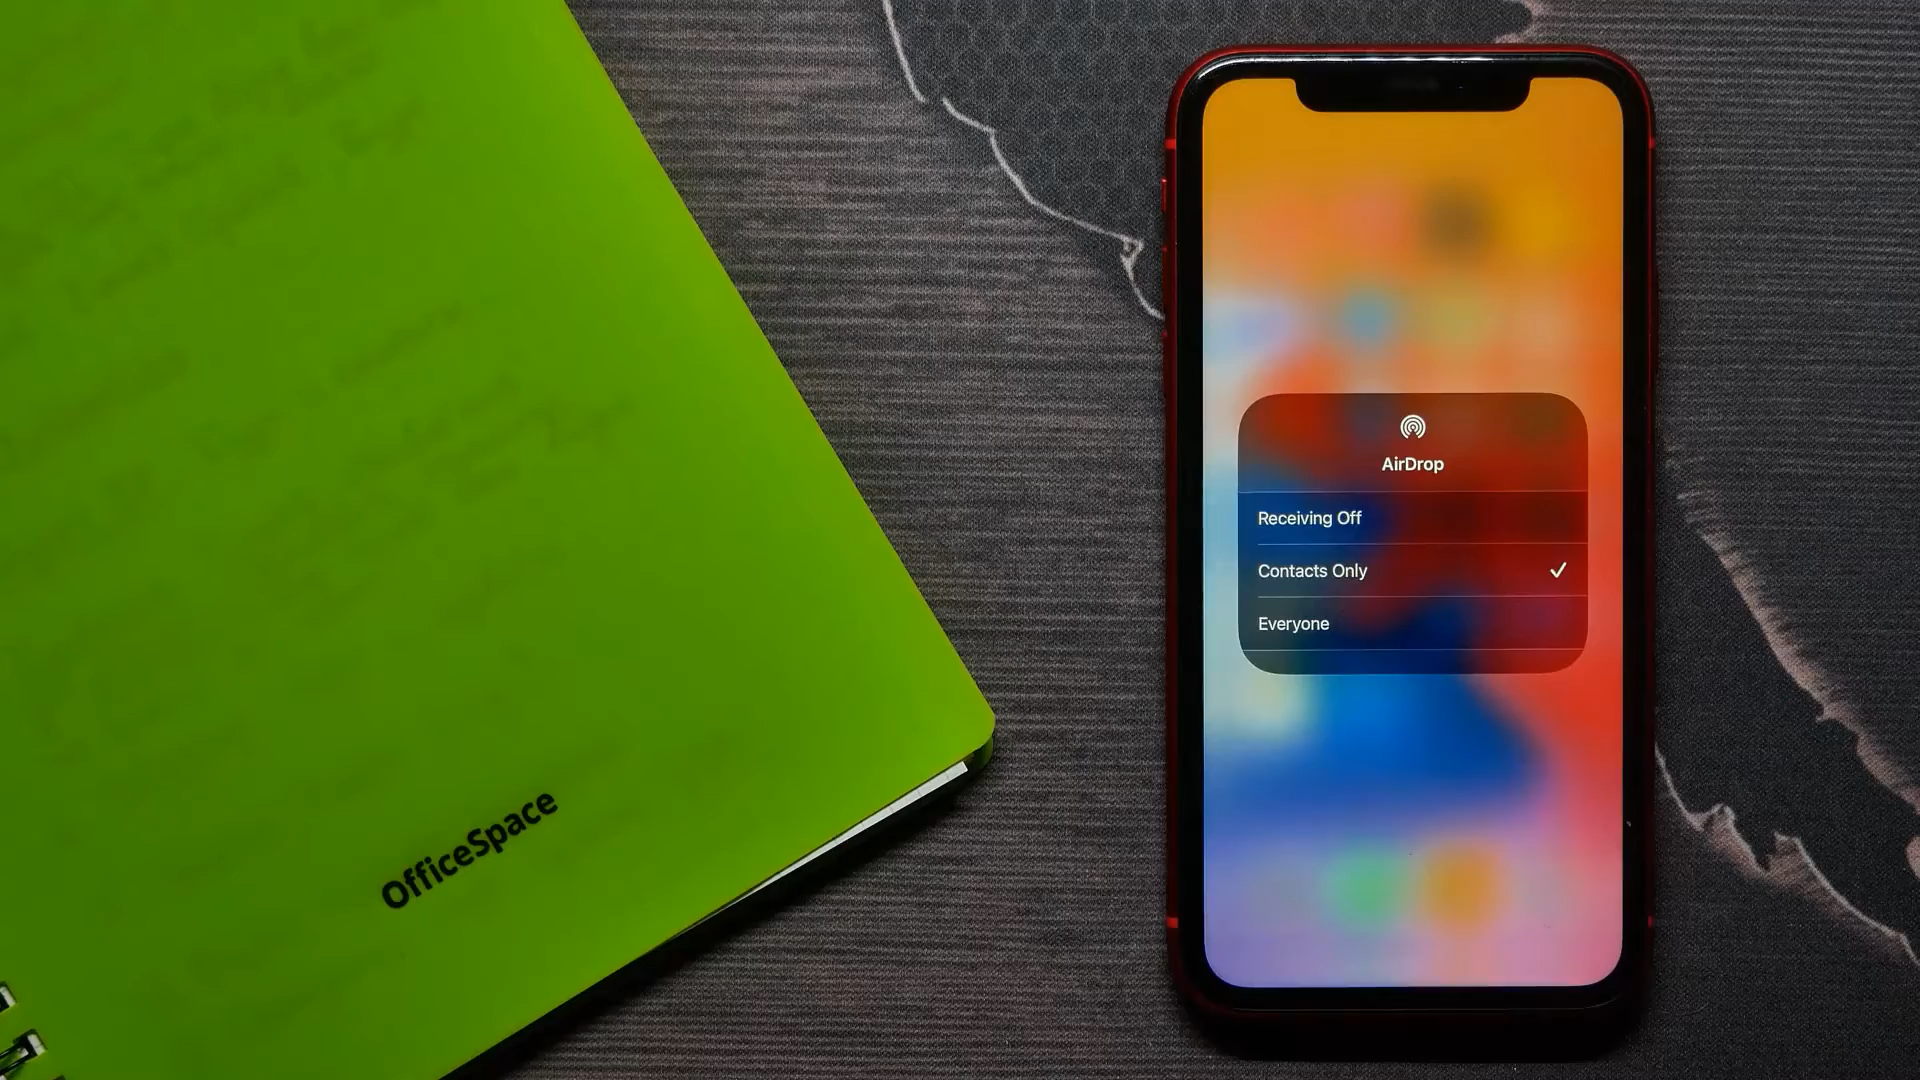 OfficeSpace
AirDrop
Receiving Off
Contacts Only
Everyone